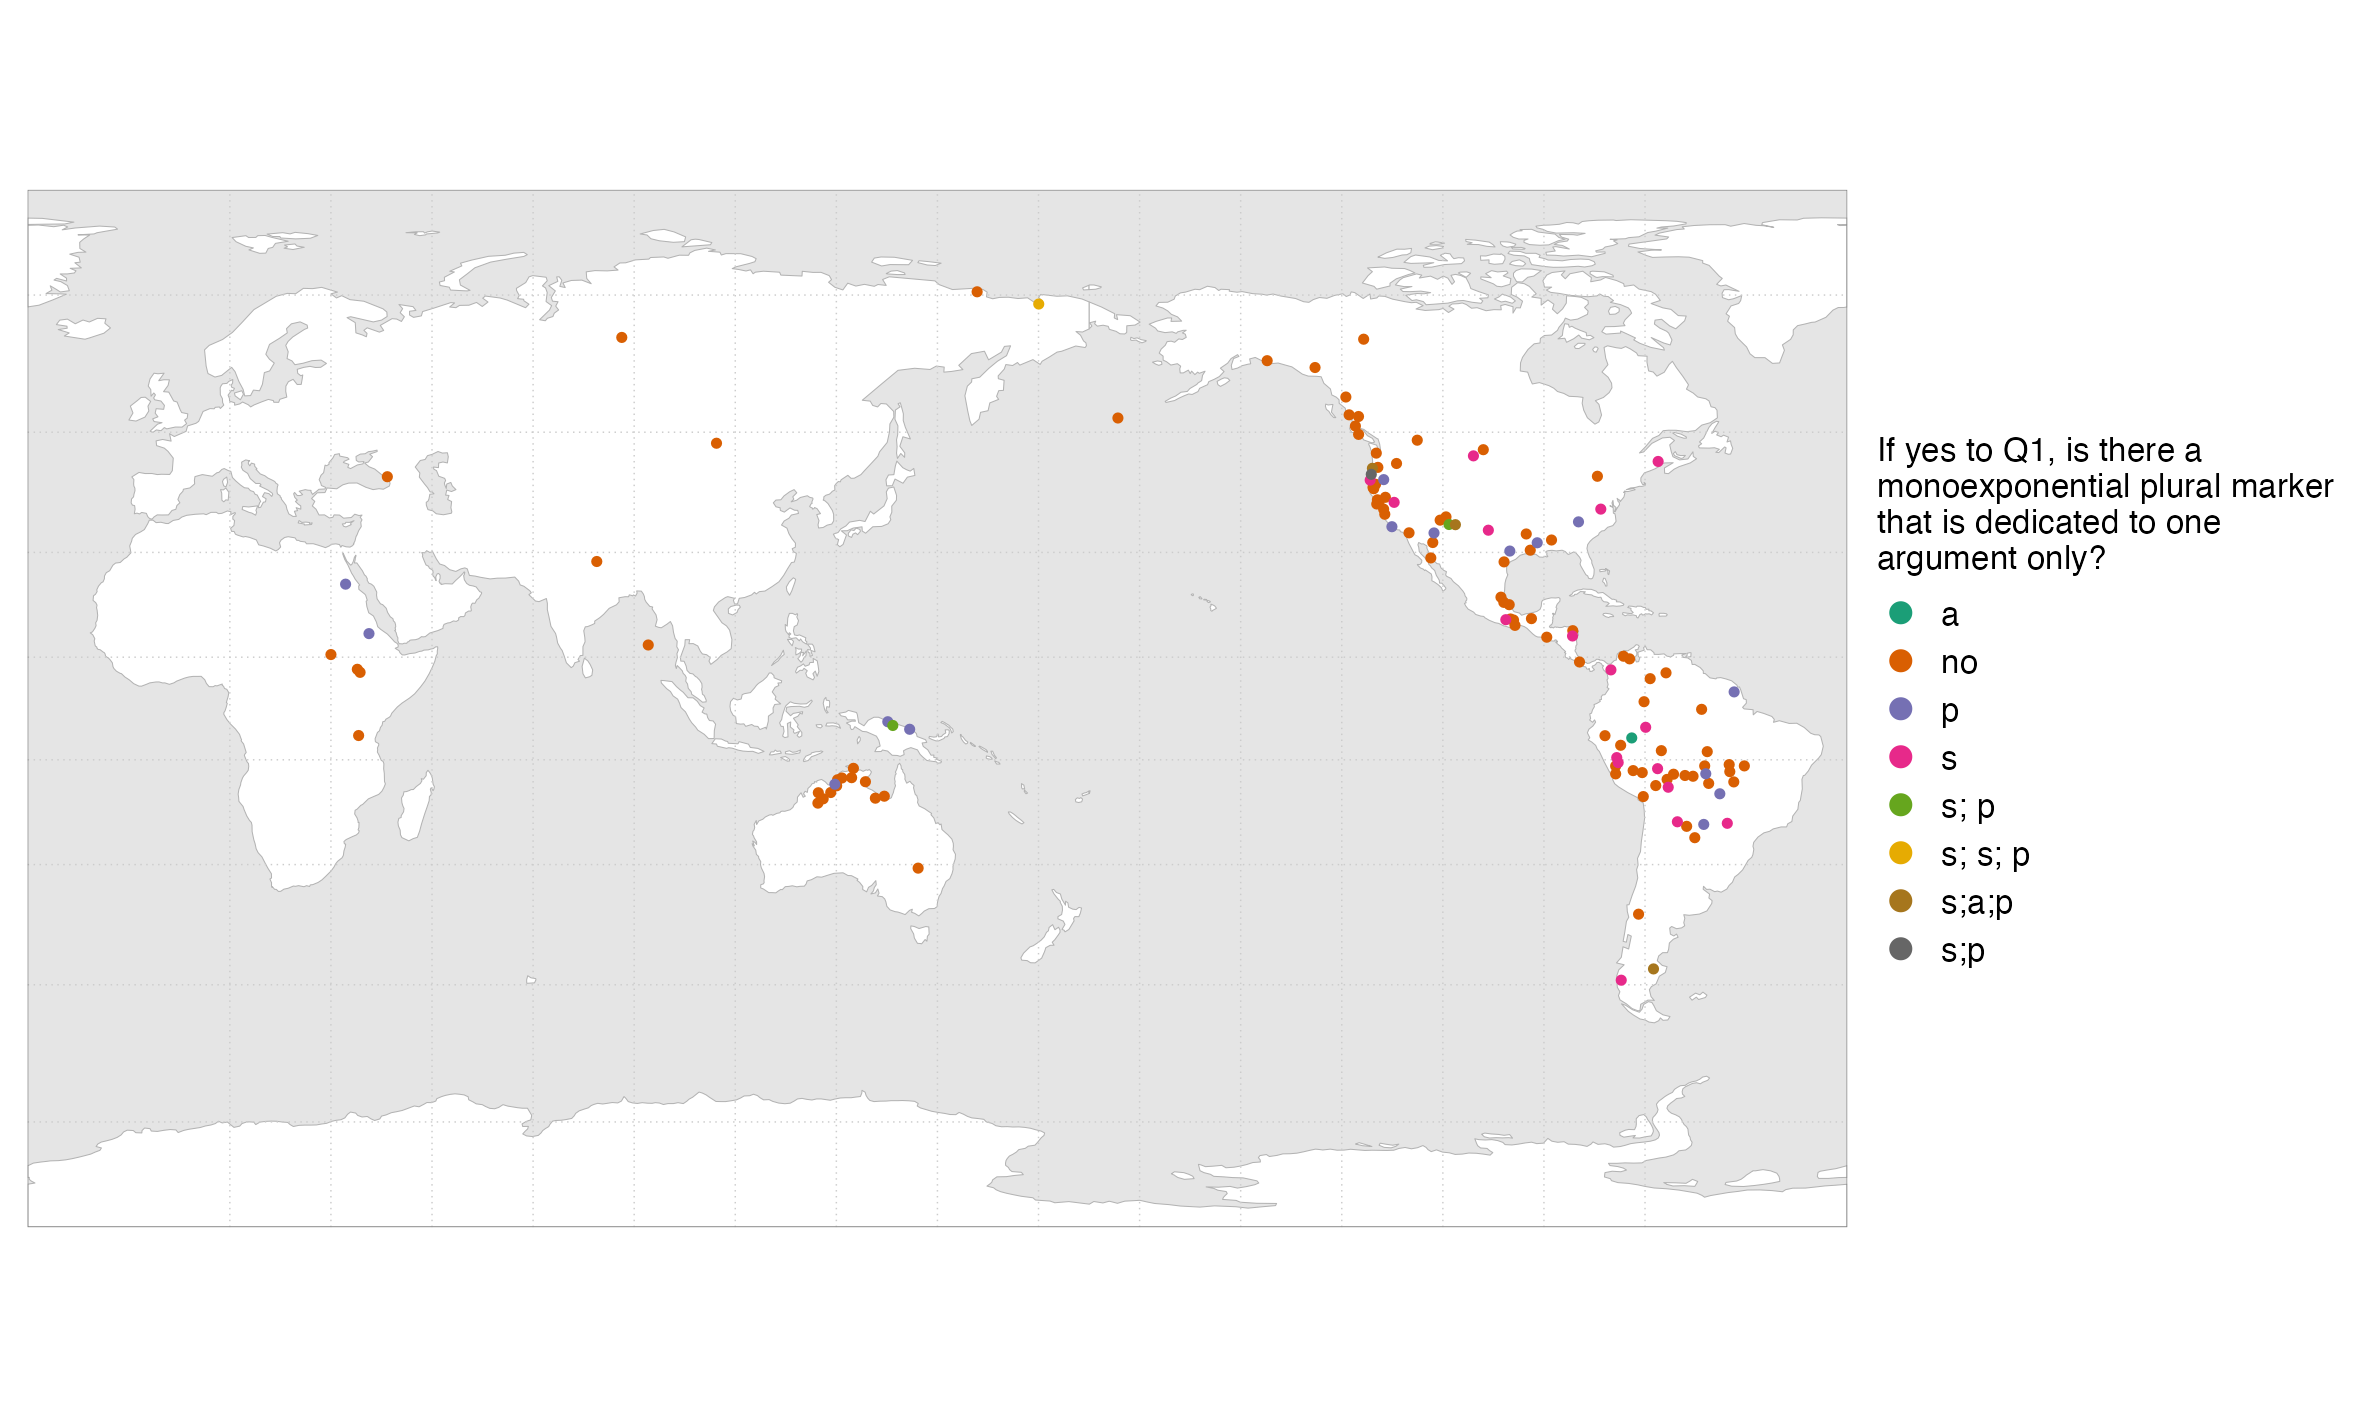 If yes to Q1, is there a
monoexponential plural marker
that is dedicated to one
argument only?
a
no
p
s
s; p
s; s; p
s;a;p
s;p